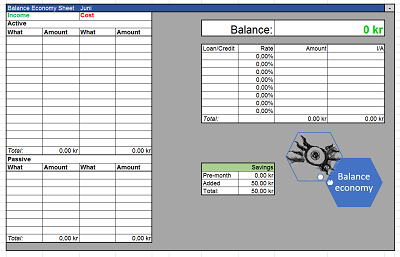 Balance Economy Sheet Juni
Income Cost
Active
What Amount What Amount
Total: 0.00 kr 0.00 kr
Passive
What Amount What Amount
Total: 0,00 kr 0,00 kr
Balance: 0 kr
Loan/Credit Rate Amount I/A
0,00%
0,00%
0,00%
0,00%
0,00%
0,00%
0,00%
0,00%
Total: 0,00 kr 0,00 kr
Savings
Pre-month 0,00 kr
Added 50,00 kr
Total: 50,00 kr
Balance
economy